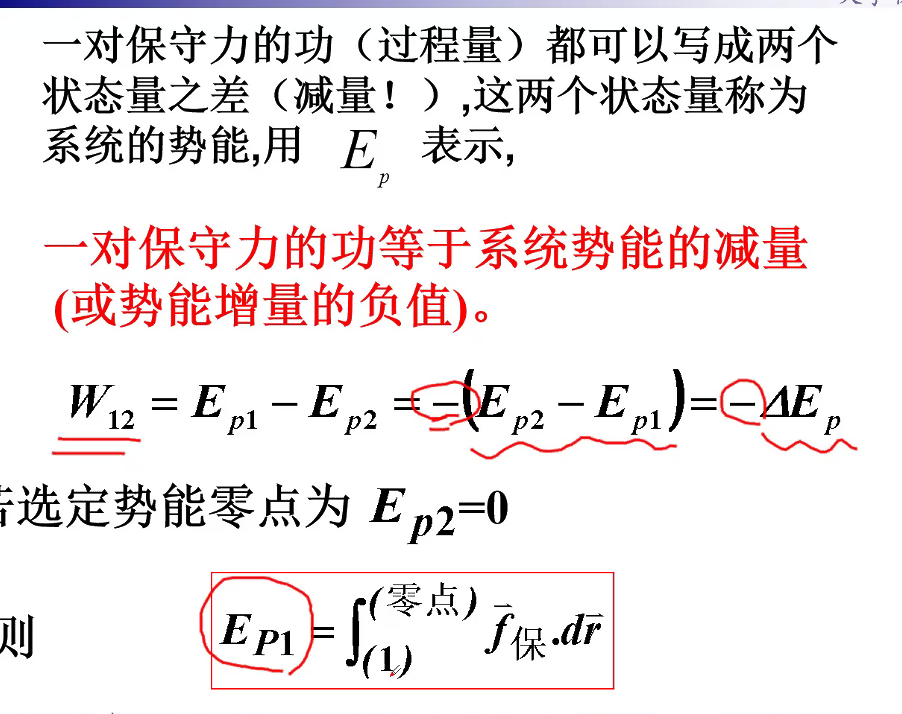 一对保守力的功（过程量）都可以写成两个
状态量之差（减量！）,这两个状态量称为
系统的势能,用 E_p 表示,
一对保守力的功等于系统势能的减量
(或势能增量的负值)。
W_12 = E_p1 − E_p2 = −(E_p2 − E_p1) = −ΔE_p
若选定势能零点为 E_p2=0
则 E_P1 = ∫_(1)^(零点) f⃗_保.dr⃗